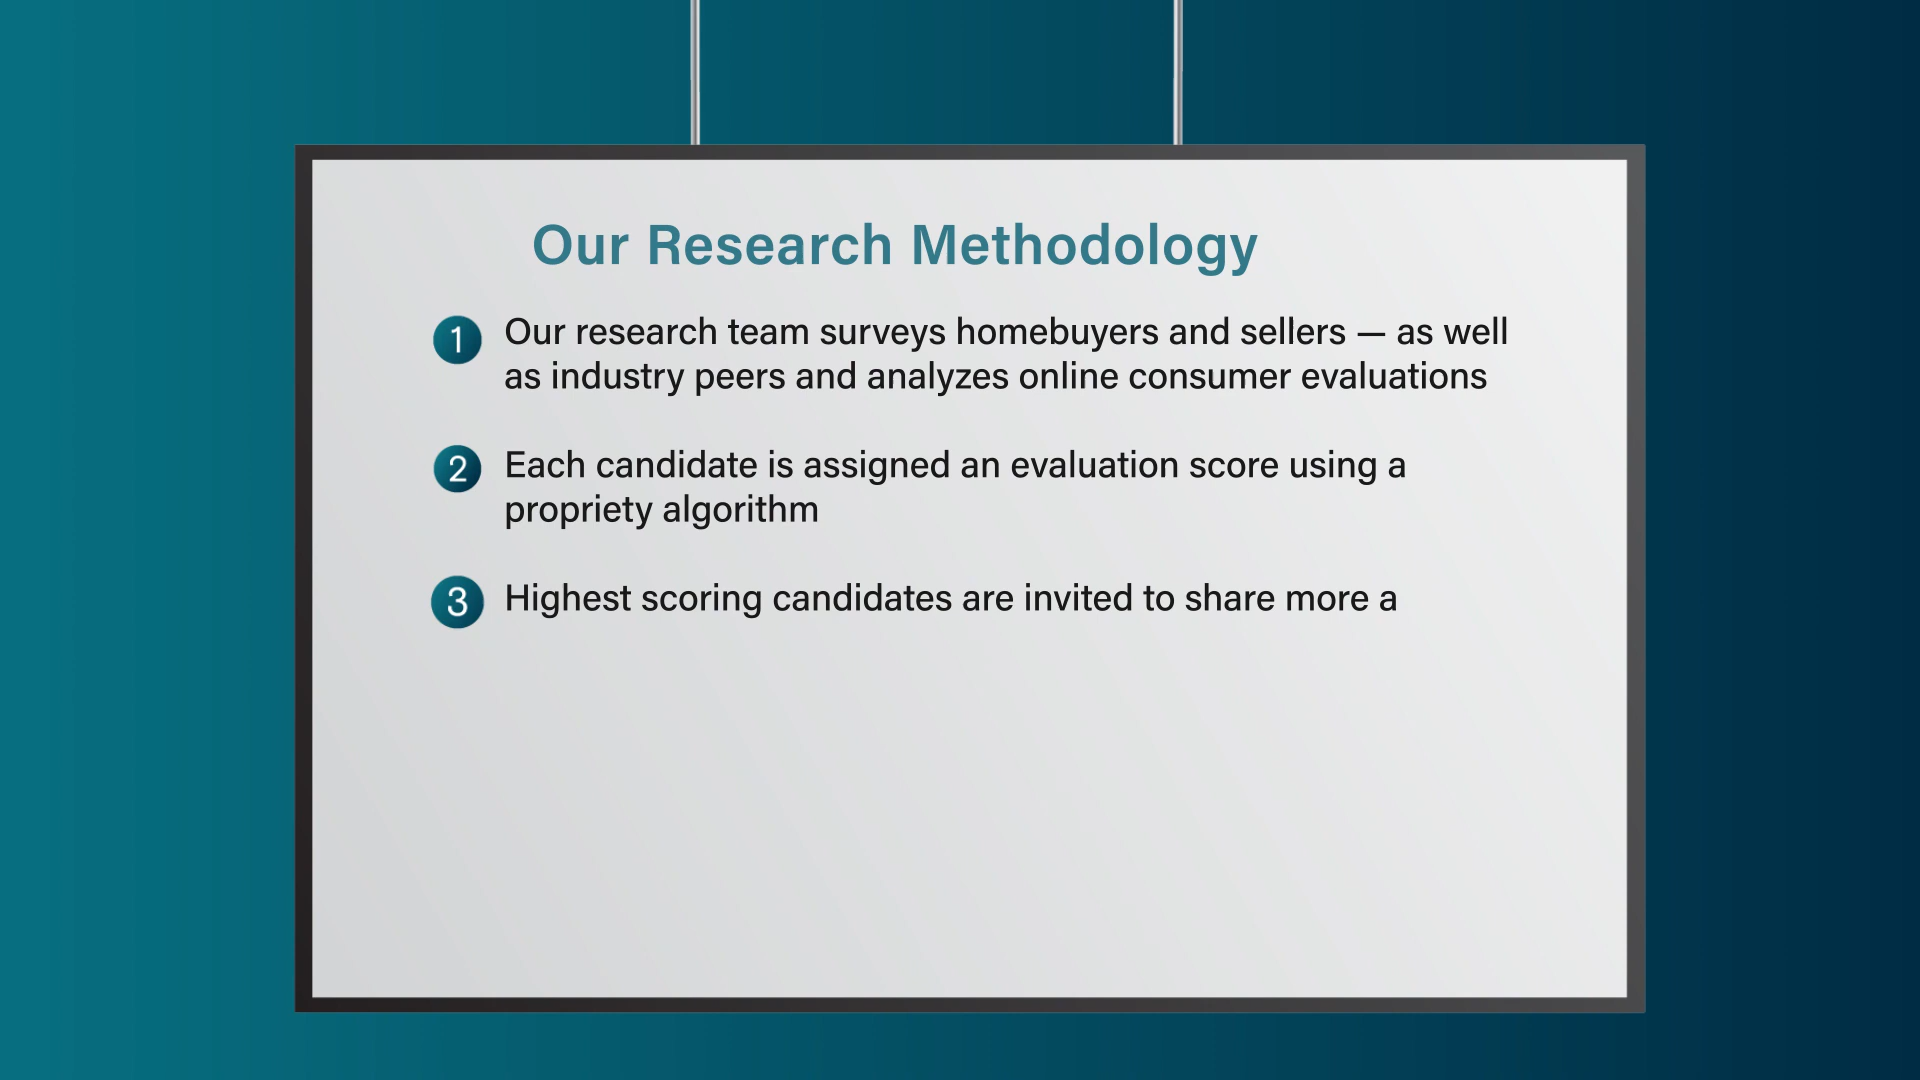 Our Research Methodology
1 Our research team surveys homebuyers and sellers — as well
as industry peers and analyzes online consumer evaluations
2 Each candidate is assigned an evaluation score using a
propriety algorithm
3 Highest scoring candidates are invited to share more a